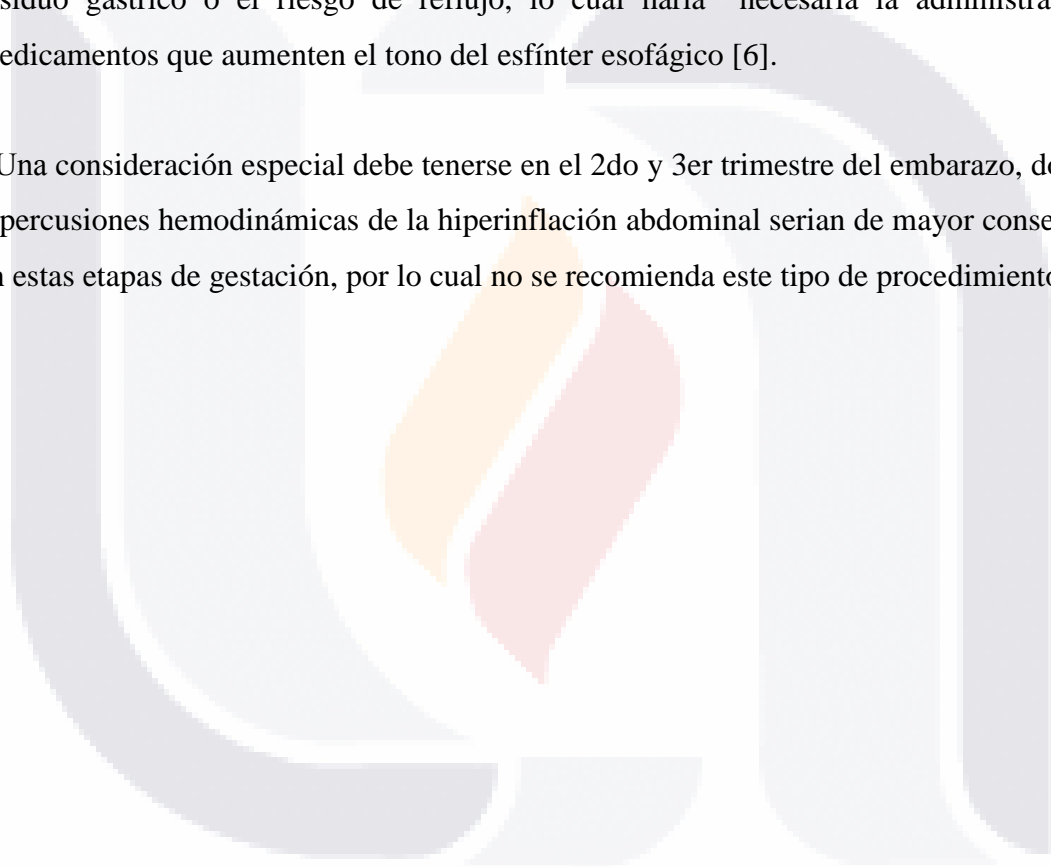 siduo gástrico o el riesgo de reflujo, lo cual haría necesaria la administra
edicamentos que aumenten el tono del esfínter esofágico [6].
Una consideración especial debe tenerse en el 2do y 3er trimestre del embarazo, do
percusiones hemodinámicas de la hiperinflación abdominal serian de mayor conse
n estas etapas de gestación, por lo cual no se recomienda este tipo de procedimiento